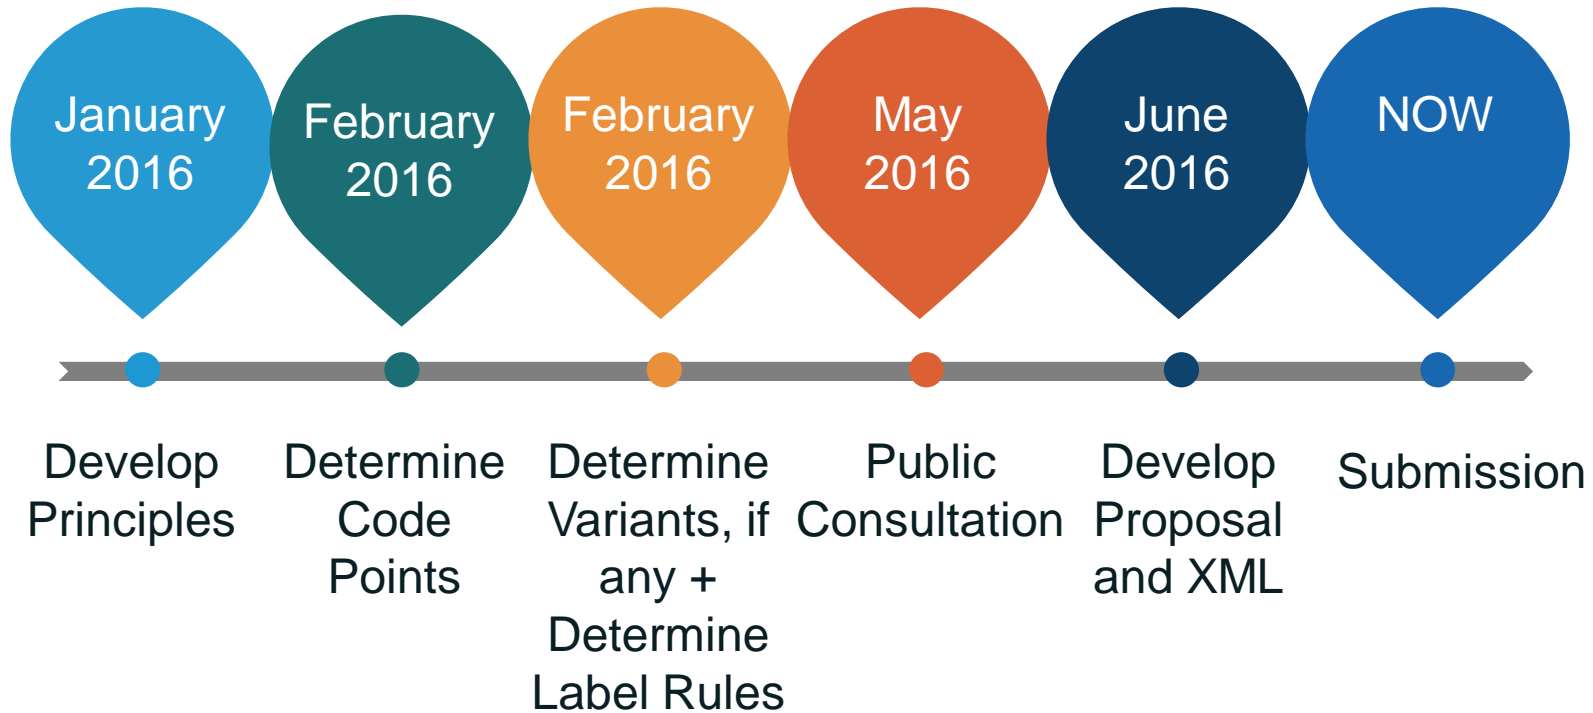 January
2016
February
2016
February
2016
May
2016
June
2016
NOW
Develop
Principles
Determine
Code
Points
Determine
Variants, if
any +
Determine
Label Rules
Public
Consultation
Develop
Proposal
and XML
Submission